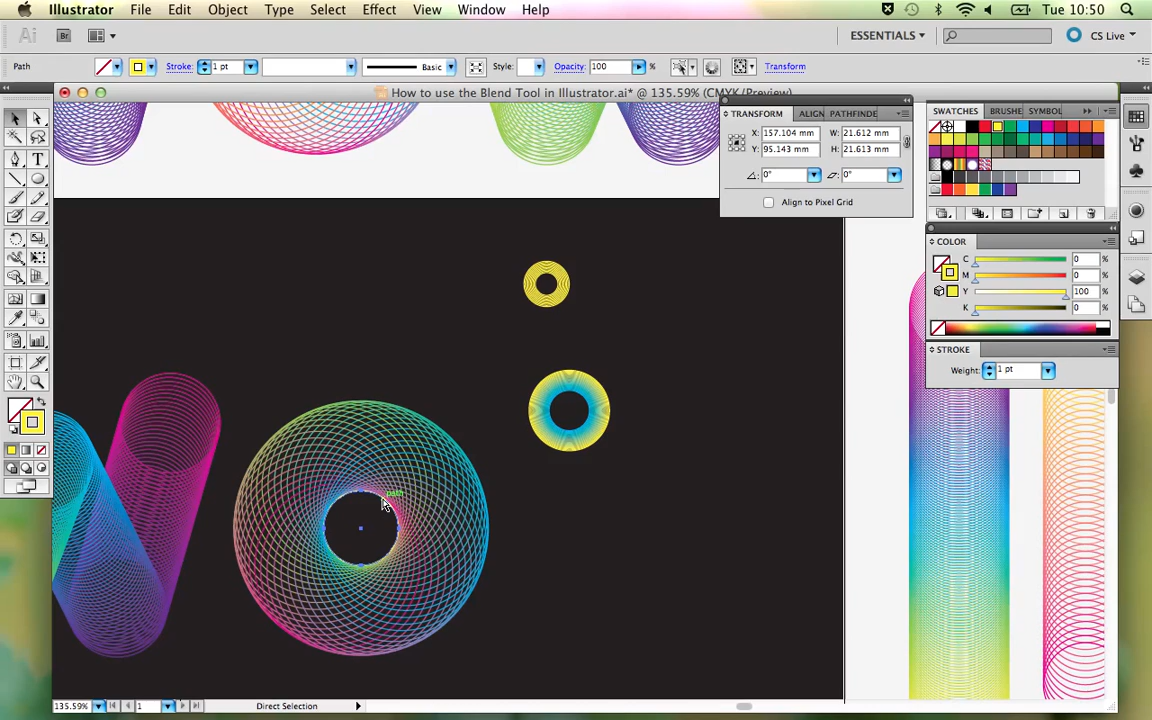 Illustrator File Edit Object Type Select Effect View Window Help Tue 10:50
Ai Br ESSENTIALS CS Live
Path Stroke: 1 pt Basic Style: Opacity: 100 % Transform
How to use the Blend Tool in Illustrator.ai* @ 135.59% (CMYK/Preview)
TRANSFORM ALIGN PATHFINDE
X: 157.104 mm W: 21.612 mm
Y: 95.143 mm H: 21.613 mm
0° 0°
Align to Pixel Grid
SWATCHES BRUSHE SYMBOL
COLOR
C 0 %
M 0 %
Y 100 %
K 0 %
STROKE
Weight: 1 pt
T
path
135.59% 1 Direct Selection